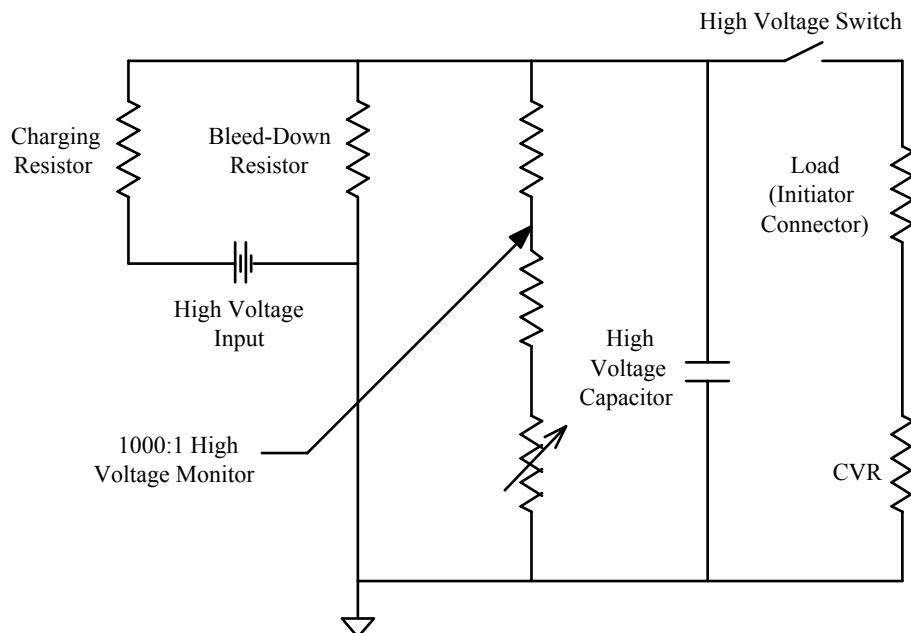 High Voltage Switch
Charging
Resistor
Bleed-Down
Resistor
Load
(Initiator
Connector)
High Voltage
Input
High
Voltage
Capacitor
1000:1 High
Voltage Monitor
CVR